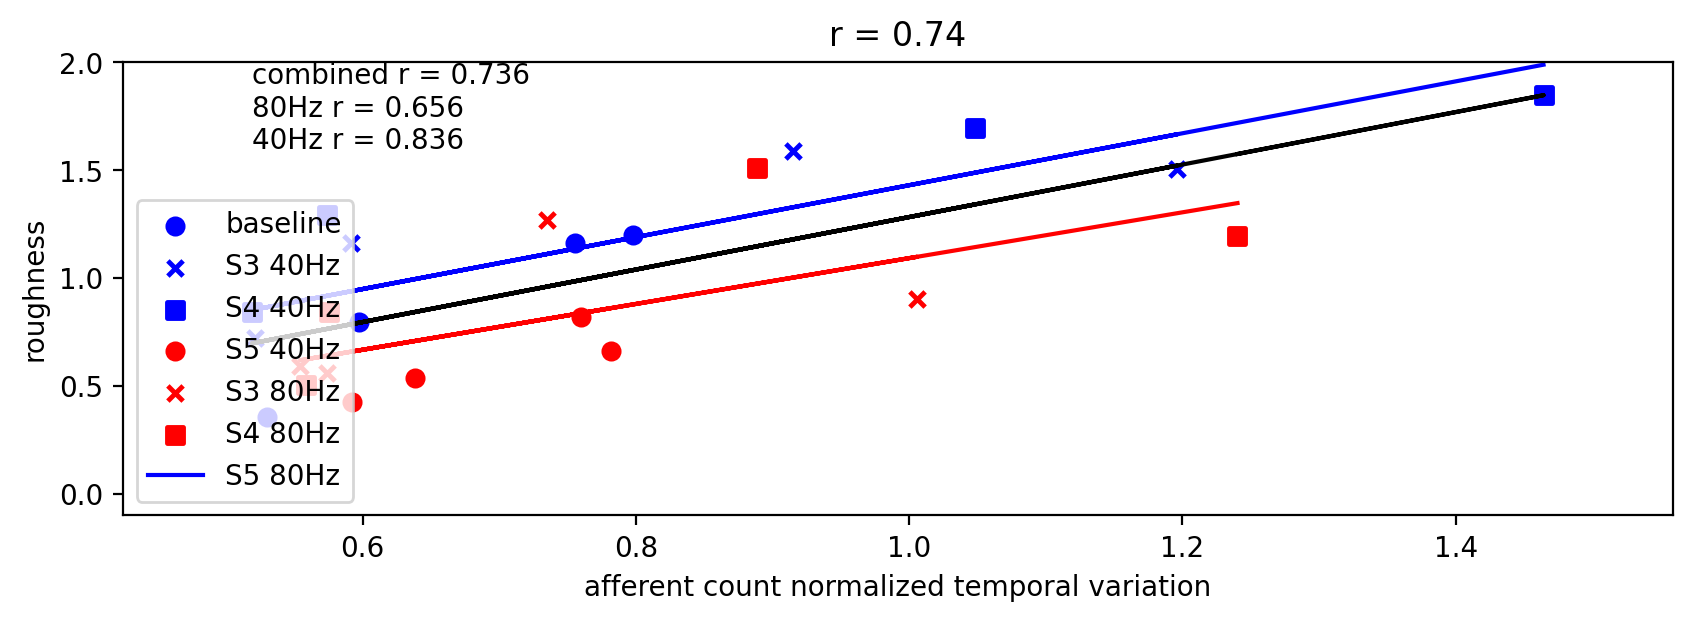 r = 0.74
combined r = 0.736
80Hz r = 0.656
40Hz r = 0.836
roughness
2.0
1.5
1.0
0.5
0.0
baseline
S3 40Hz
S4 40Hz
S5 40Hz
S3 80Hz
S4 80Hz
S5 80Hz
0.6 0.8 1.0 1.2 1.4
afferent count normalized temporal variation